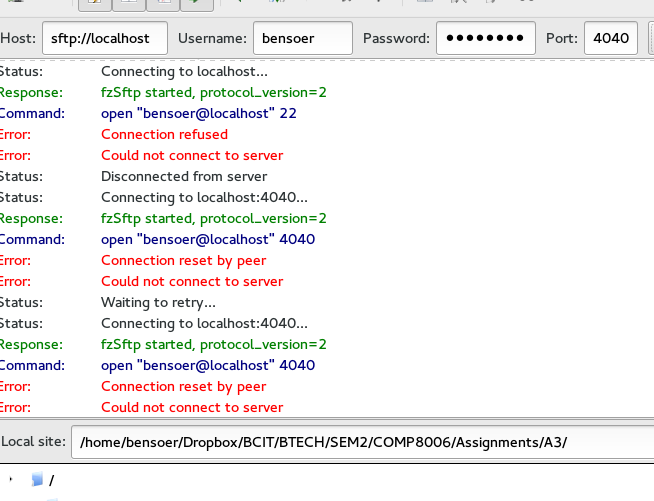 Host: sftp://localhost Username: bensoer Password: ●●●●●●●● Port: 4040
Status: Connecting to localhost...
Response: fzSftp started, protocol_version=2
Command: open "bensoer@localhost" 22
Error: Connection refused
Error: Could not connect to server
Status: Disconnected from server
Status: Connecting to localhost:4040...
Response: fzSftp started, protocol_version=2
Command: open "bensoer@localhost" 4040
Error: Connection reset by peer
Error: Could not connect to server
Status: Waiting to retry...
Status: Connecting to localhost:4040...
Response: fzSftp started, protocol_version=2
Command: open "bensoer@localhost" 4040
Error: Connection reset by peer
Error: Could not connect to server
Local site: /home/bensoer/Dropbox/BCIT/BTECH/SEM2/COMP8006/Assignments/A3/
/